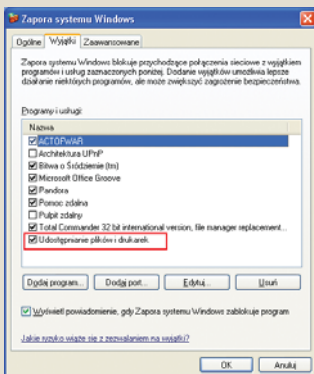 Zapora systemu Windows
Ogólne Wyjątki Zaawansowane
Zapora systemu Windows blokuje przychodzące połączenia sieciowe z wyjątkiem
programów i usług zaznaczonych poniżej. Dodanie wyjątków umożliwia lepsze
działanie niektórych programów, ale może zwiększyć zagrożenie bezpieczeństwa.
Programy i usługi:
Nazwa
ACTOFWAR
Architektura UPnP
Bitwa o Śródziemie (tm)
Microsoft Office Groove
Pandora
Pomoc zdalna
Pulpit zdalny
Total Commander 32 bit international version, file manager replacement...
Udostępnianie plików i drukarek
Dodaj program... Dodaj port... Edytuj... Usuń
Wyświetl powiadomienie, gdy Zapora systemu Windows zablokuje program
Jakie ryzyko wiąże się z zezwalaniem na wyjątki?
OK Anuluj